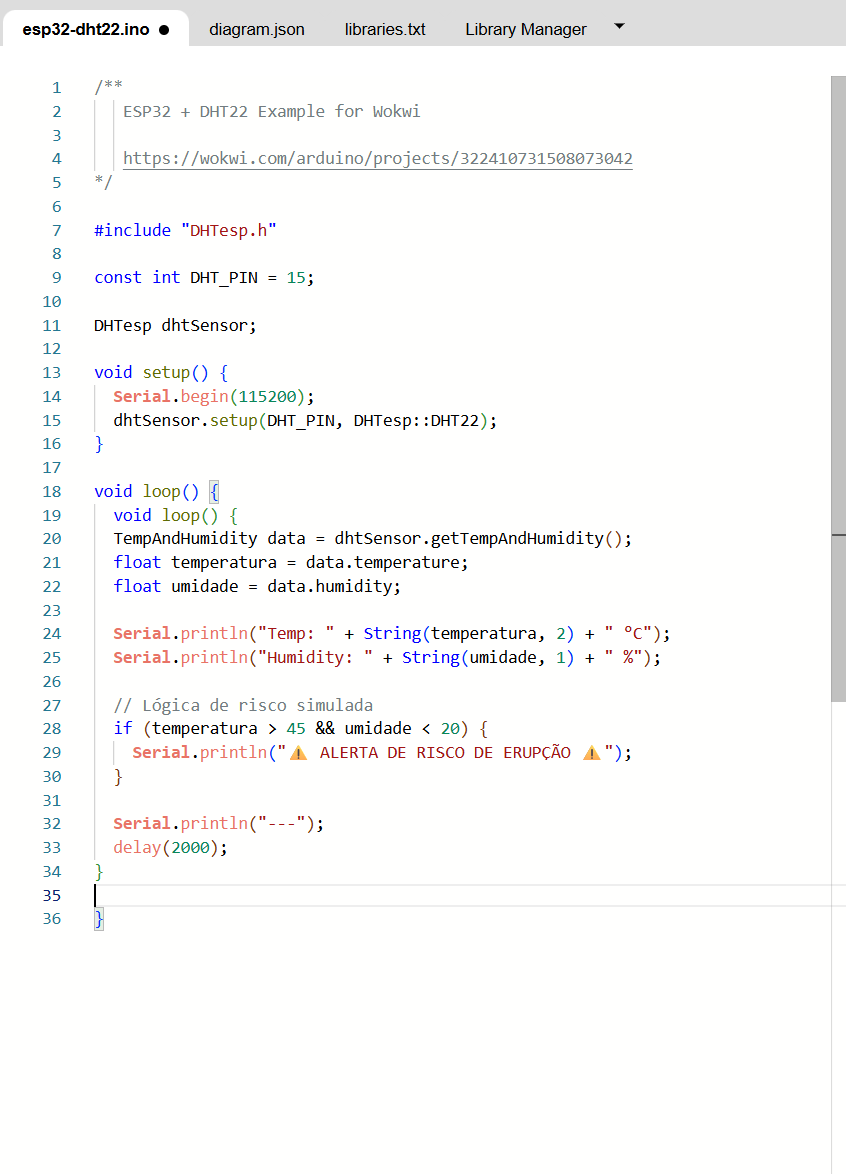 esp32-dht22.ino ● diagram.json libraries.txt Library Manager
1 /**
2 ESP32 + DHT22 Example for Wokwi
3
4 https://wokwi.com/arduino/projects/322410731508073042
5 */
6
7 #include "DHTesp.h"
8
9 const int DHT_PIN = 15;
10
11 DHTesp dhtSensor;
12
13 void setup() {
14 Serial.begin(115200);
15 dhtSensor.setup(DHT_PIN, DHTesp::DHT22);
16 }
17
18 void loop() {
19 void loop() {
20 TempAndHumidity data = dhtSensor.getTempAndHumidity();
21 float temperatura = data.temperature;
22 float umidade = data.humidity;
23
24 Serial.println("Temp: " + String(temperatura, 2) + " °C");
25 Serial.println("Humidity: " + String(umidade, 1) + " %");
26
27 // Lógica de risco simulada
28 if (temperatura > 45 && umidade < 20) {
29 Serial.println("⚠️ ALERTA DE RISCO DE ERUPÇÃO ⚠️");
30 }
31
32 Serial.println("---");
33 delay(2000);
34 }
35
36 }